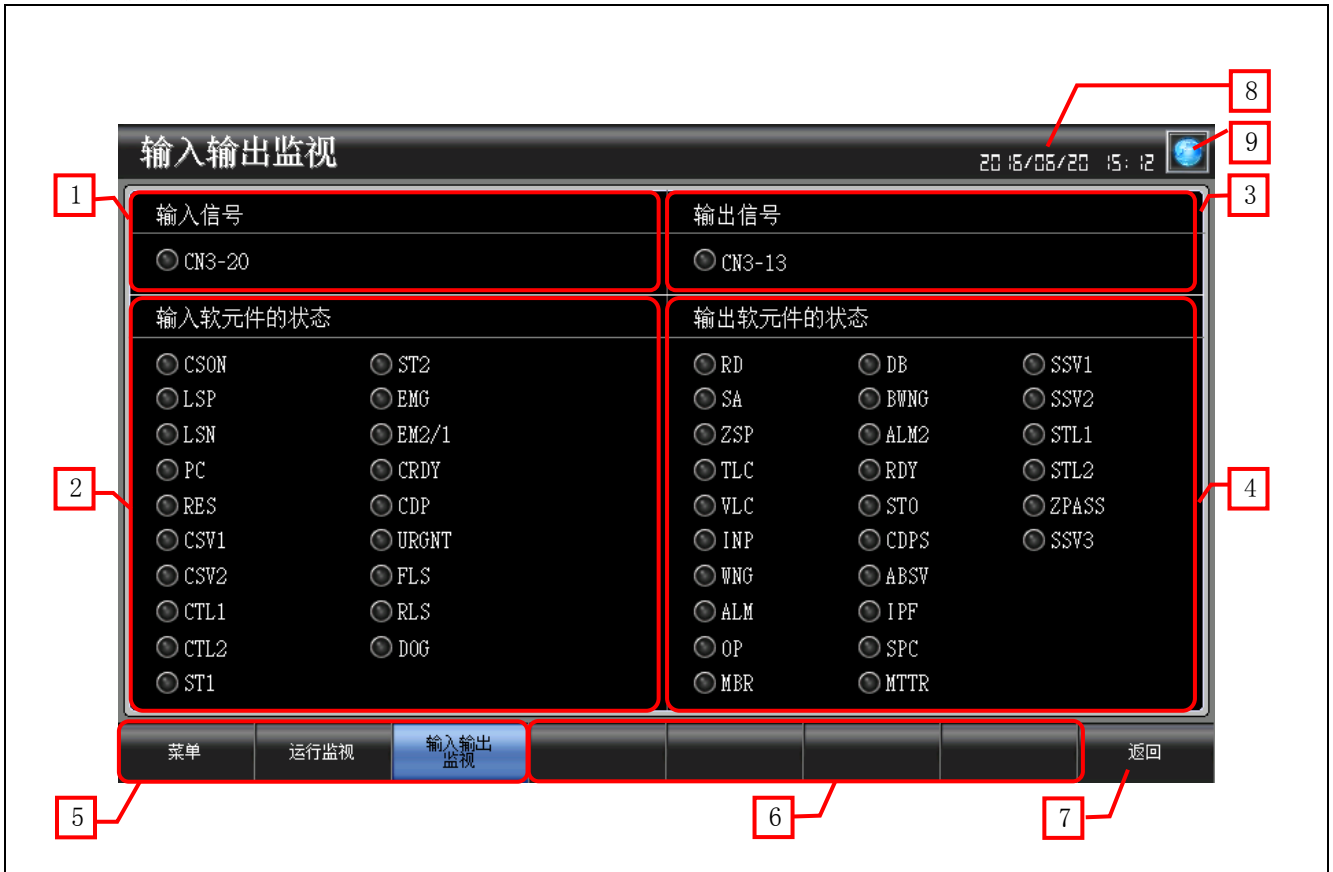 8
输入输出监视
2016/06/20 15:12
9
1
3
输入信号
输出信号
CN3-20
CN3-13
输入软元件的状态
输出软元件的状态
CSON ST2
LSP EMG
LSN EM2/1
PC CRDY
RES CDP
CSV1 URGNT
CSV2 FLS
CTL1 RLS
CTL2 DOG
ST1
RD DB SSV1
SA BWNG SSV2
ZSP ALM2 STL1
TLC RDY STL2
VLC STO ZPASS
INP CDPS SSV3
WNG ABSV
ALM IPF
OP SPC
MBR MTTR
2
4
菜单
运行监视
输入输出
监视
返回
5
6
7